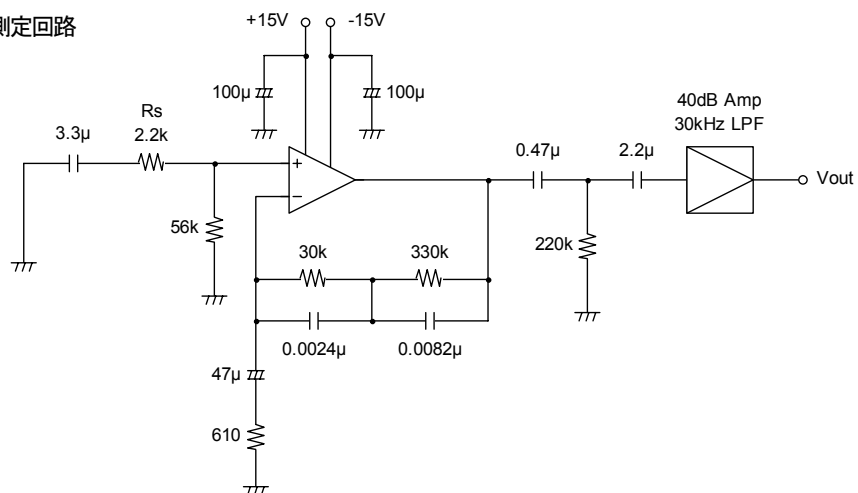 測定回路
+15V
-15V
100μ
100μ
3.3μ
Rs
2.2k
56k
+
−
30k
330k
0.0024μ
0.0082μ
47μ
610
0.47μ
2.2μ
220k
40dB Amp
30kHz LPF
Vout